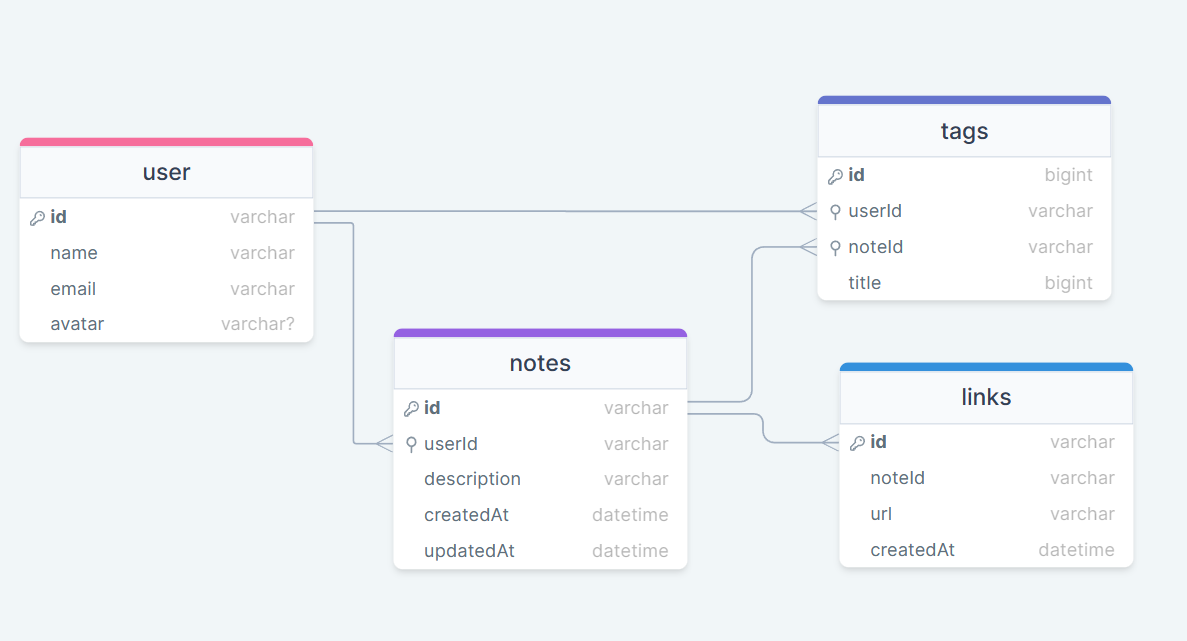 user
id varchar
name varchar
email varchar
avatar varchar?
notes
id varchar
userId varchar
description varchar
createdAt datetime
updatedAt datetime
tags
id bigint
userId varchar
noteId varchar
title bigint
links
id varchar
noteId varchar
url varchar
createdAt datetime